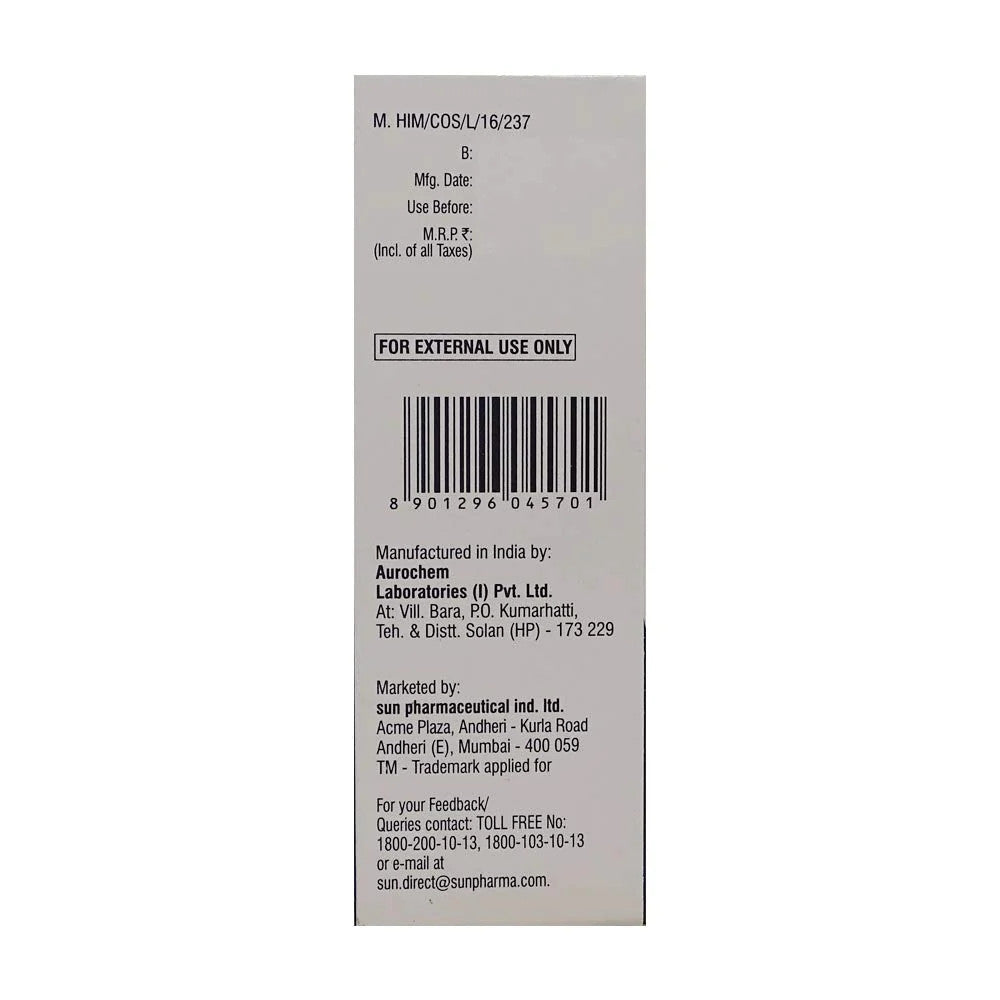 M. HIM/COS/L/16/237
B:
Mfg. Date:
Use Before:
M.R.P. ₹:
(Incl. of all Taxes)
FOR EXTERNAL USE ONLY
8 901296 045701
Manufactured in India by:
Aurochem
Laboratories (I) Pvt. Ltd.
At: Vill. Bara, P.O. Kumarhatti,
Teh. & Distt. Solan (HP) - 173 229
Marketed by:
sun pharmaceutical ind. ltd.
Acme Plaza, Andheri - Kurla Road
Andheri (E), Mumbai - 400 059
TM - Trademark applied for
For your Feedback/
Queries contact: TOLL FREE No:
1800-200-10-13, 1800-103-10-13
or e-mail at
sun.direct@sunpharma.com.